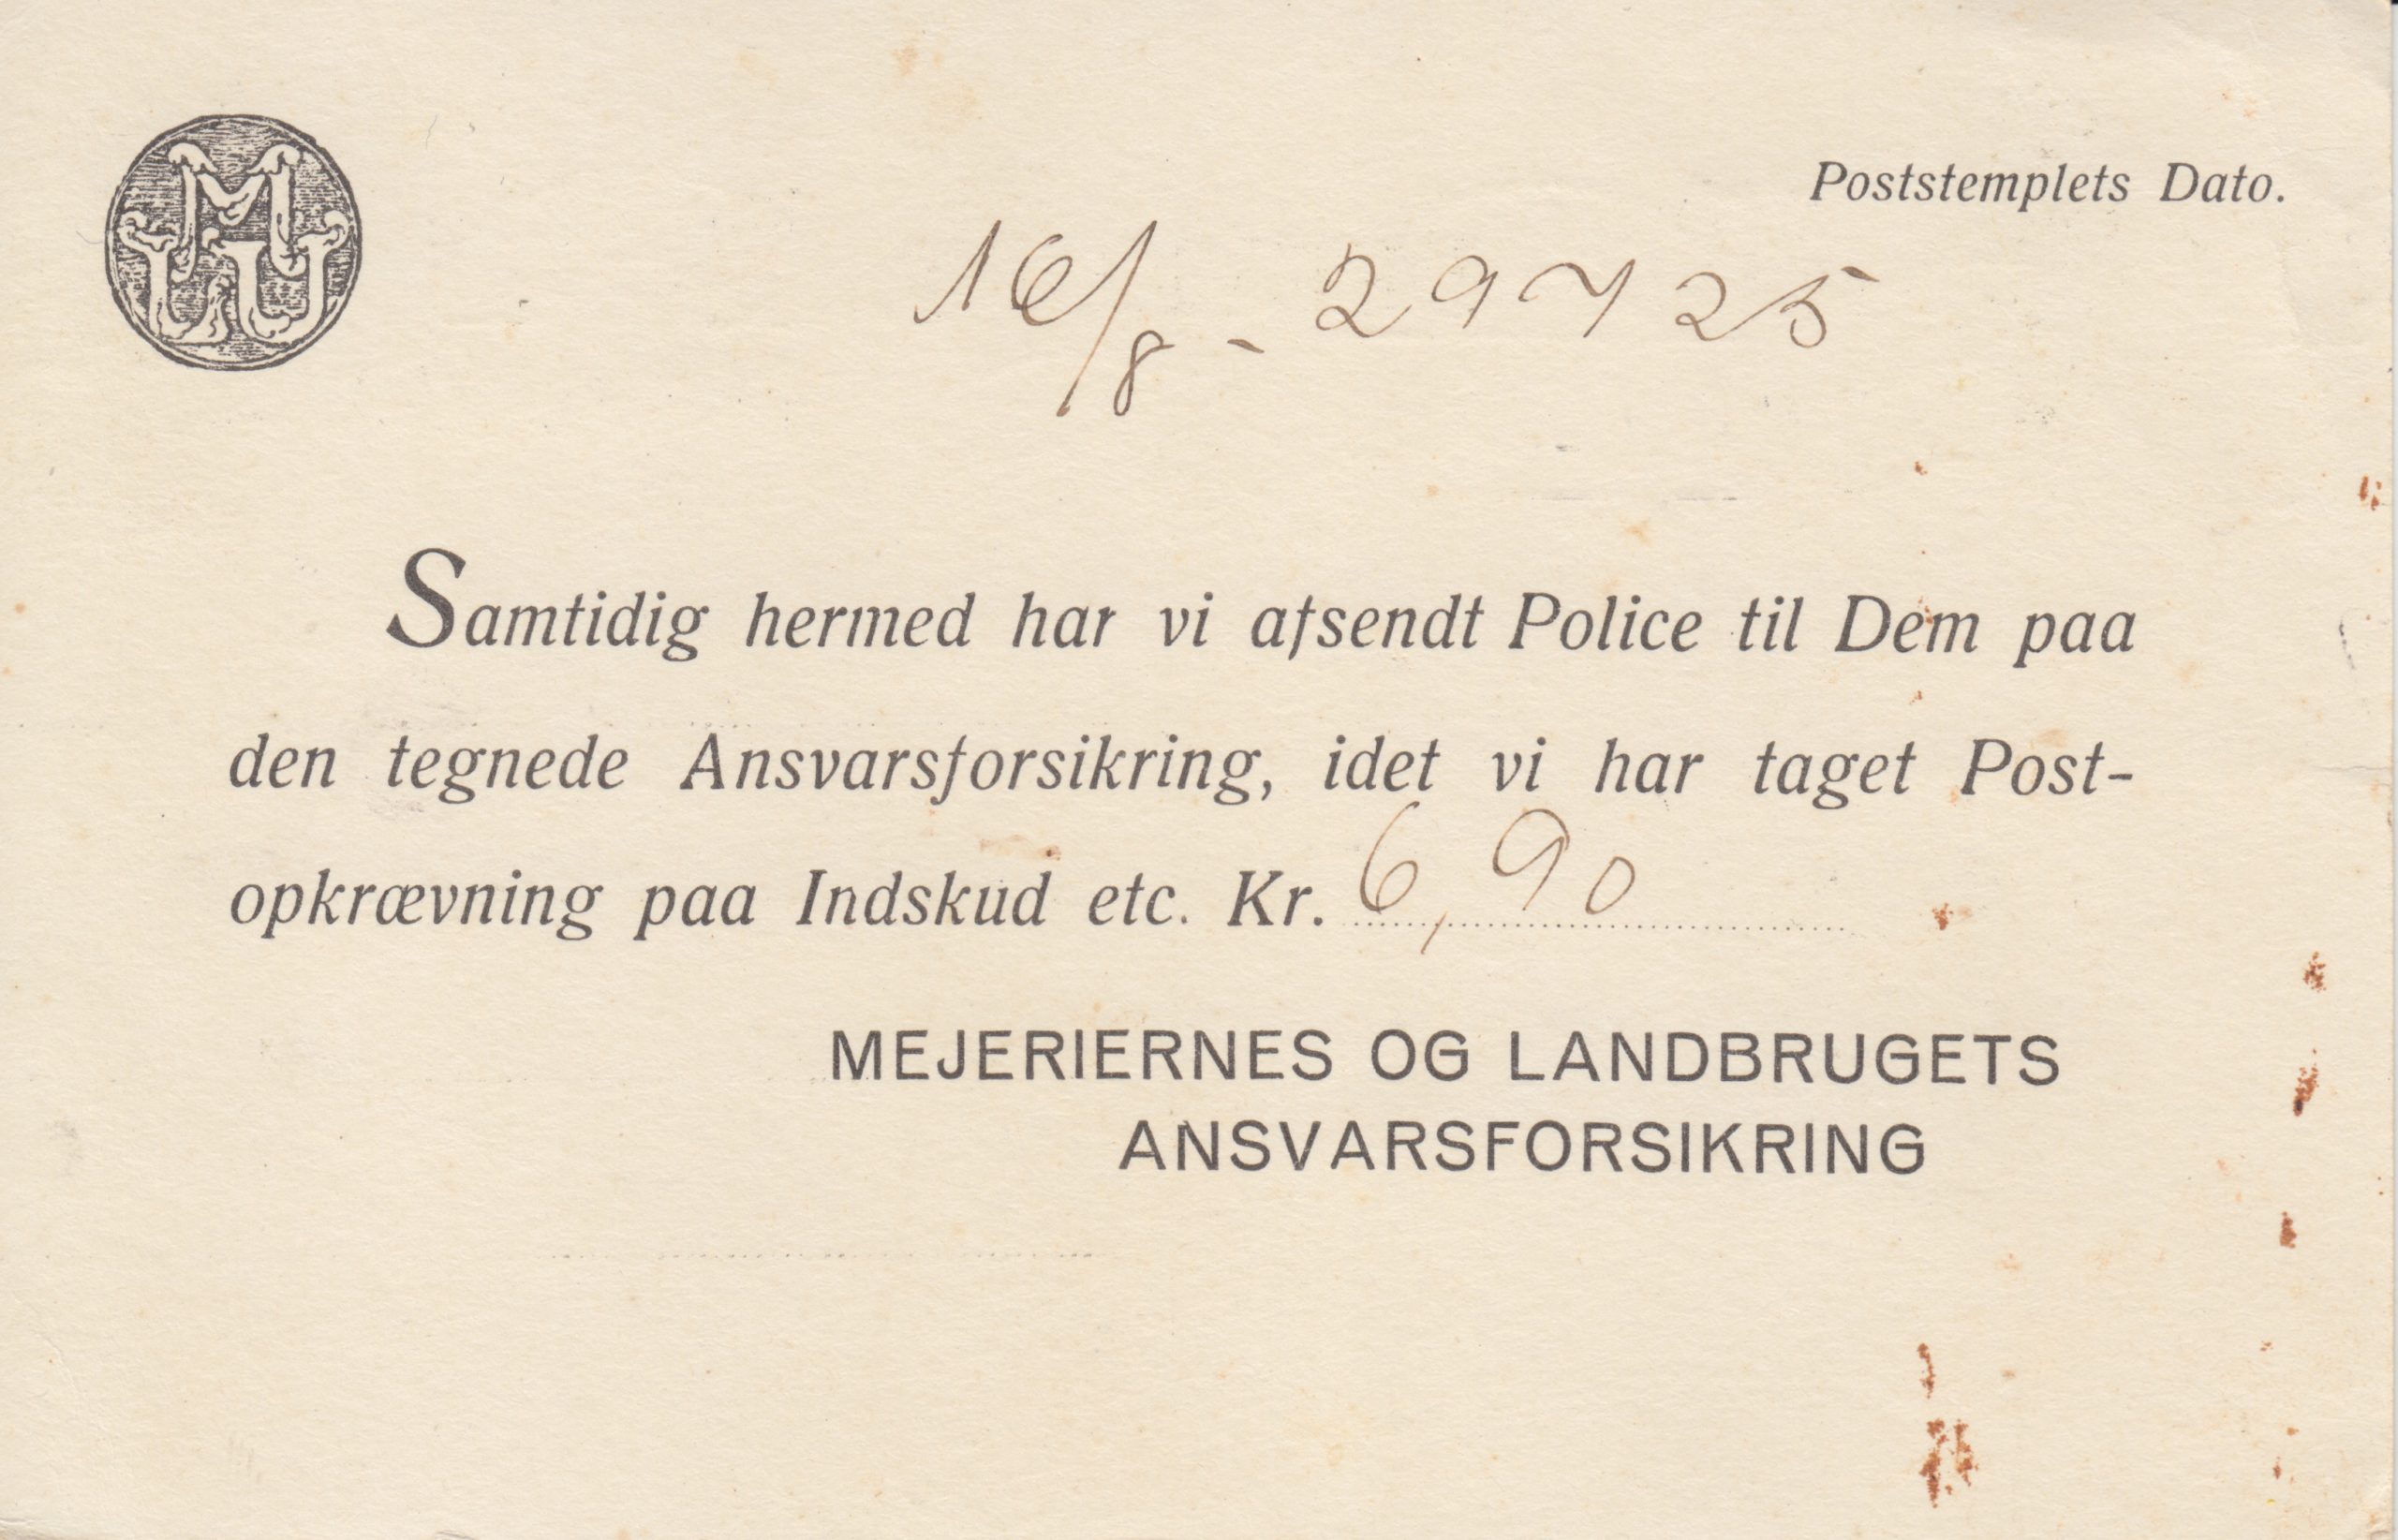 Poststemplets Dato.
16/8 - 29725
Samtidig hermed har vi afsendt Police til Dem paa
den tegnede Ansvarsforsikring, idet vi har taget Post-
opkrævning paa Indskud etc. Kr. 6,90
MEJERIERNES OG LANDBRUGETS
ANSVARSFORSIKRING